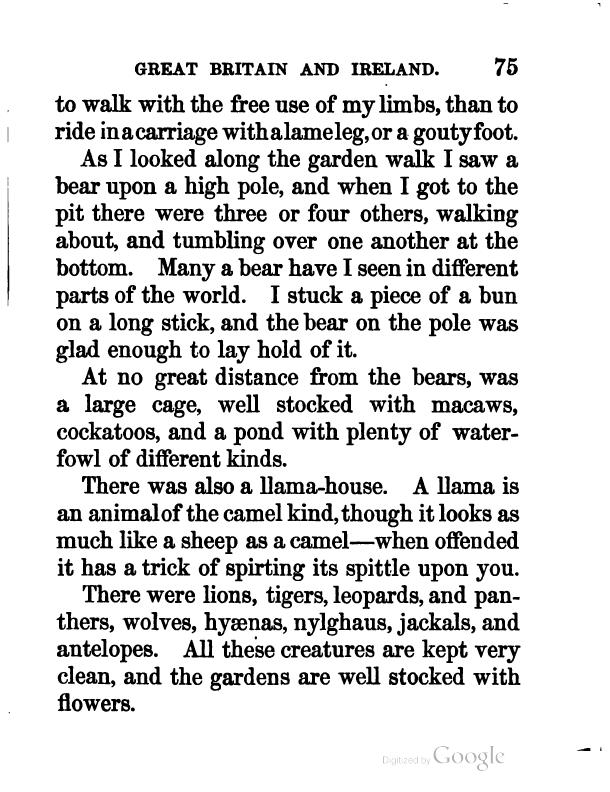 GREAT BRITAIN AND IRELAND. 75
to walk with the free use of my limbs, than to
ride in a carriage with a lame leg, or a gouty foot.
As I looked along the garden walk I saw a
bear upon a high pole, and when I got to the
pit there were three or four others, walking
about, and tumbling over one another at the
bottom. Many a bear have I seen in different
parts of the world. I stuck a piece of a bun
on a long stick, and the bear on the pole was
glad enough to lay hold of it.
At no great distance from the bears, was
a large cage, well stocked with macaws,
cockatoos, and a pond with plenty of water-
fowl of different kinds.
There was also a llama-house. A llama is
an animal of the camel kind, though it looks as
much like a sheep as a camel—when offended
it has a trick of spirting its spittle upon you.
There were lions, tigers, leopards, and pan-
thers, wolves, hyænas, nylghaus, jackals, and
antelopes. All these creatures are kept very
clean, and the gardens are well stocked with
flowers.
Digitized by Google